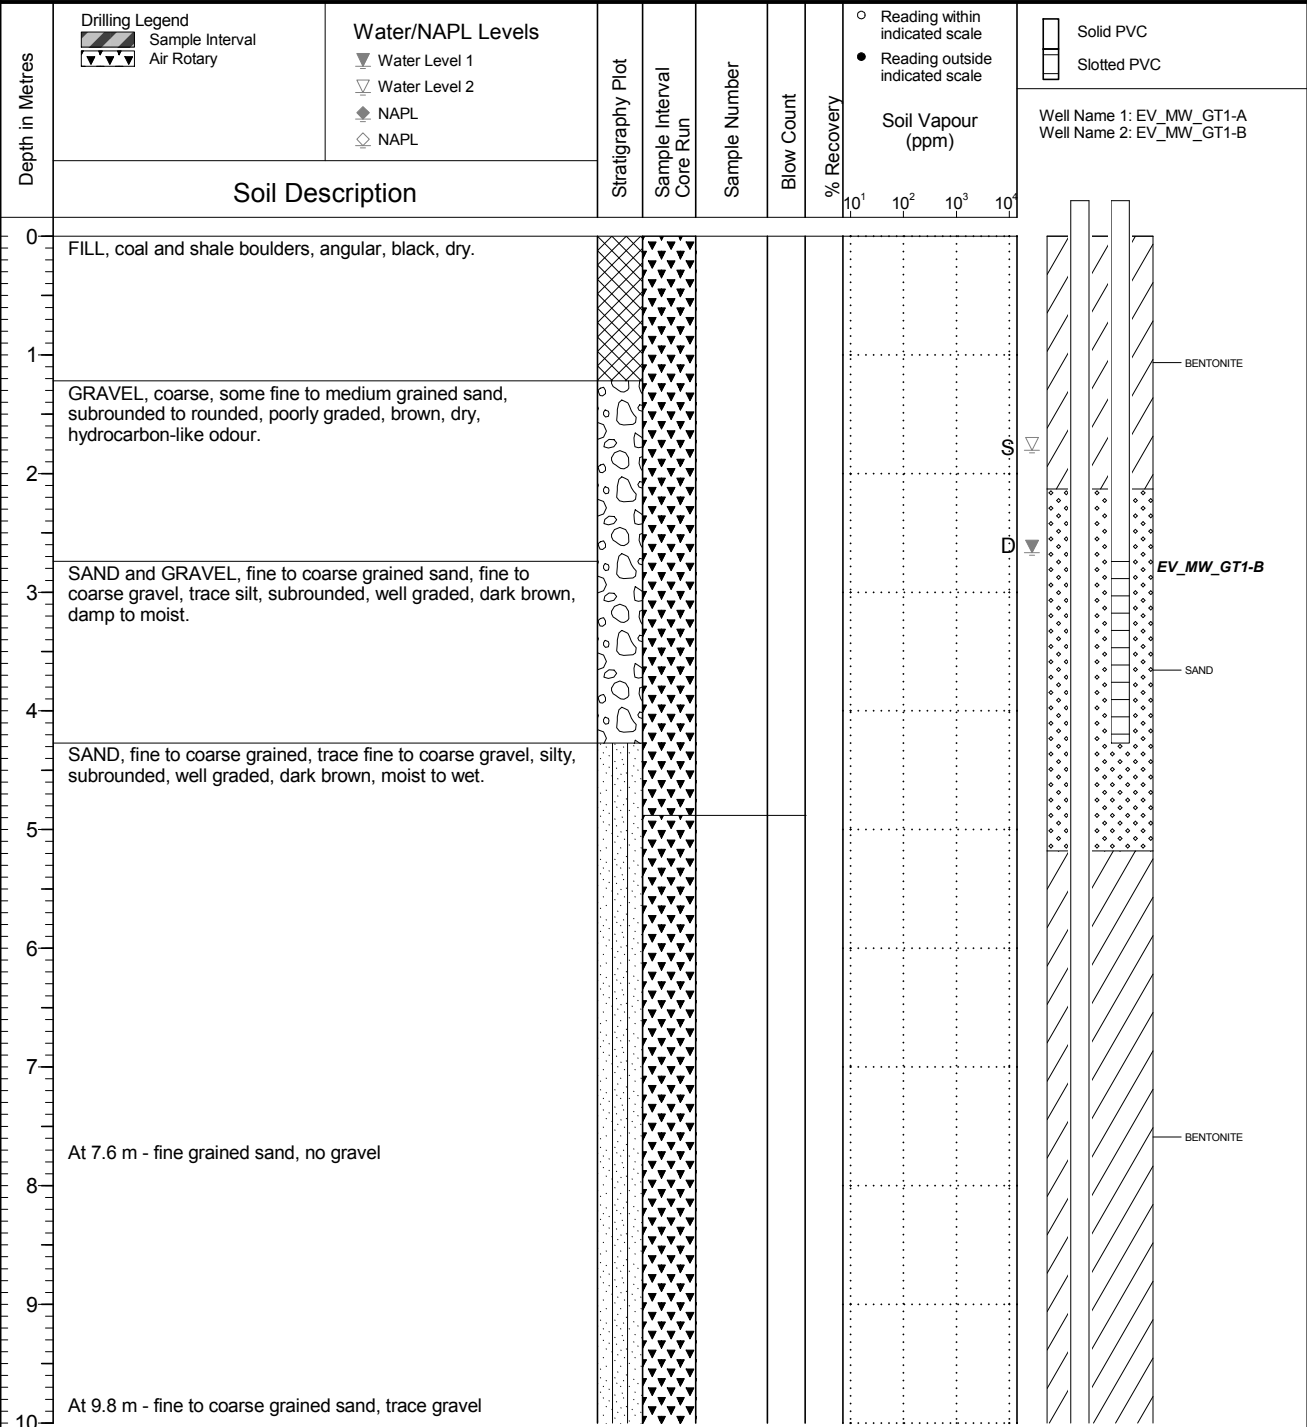 Drilling Legend
Sample Interval
Air Rotary
Water/NAPL Levels
Water Level 1
Water Level 2
NAPL
NAPL
Depth in Metres
Soil Description
Stratigraphy Plot
Sample Interval
Core Run
Sample Number
Blow Count
% Recovery
Reading within
indicated scale
Reading outside
indicated scale
Soil Vapour
(ppm)
10¹ 10² 10³ 10⁴
Solid PVC
Slotted PVC
Well Name 1: EV_MW_GT1-A
Well Name 2: EV_MW_GT1-B
0
FILL, coal and shale boulders, angular, black, dry.
1
BENTONITE
GRAVEL, coarse, some fine to medium grained sand,
subrounded to rounded, poorly graded, brown, dry,
hydrocarbon-like odour.
S
2
D
EV_MW_GT1-B
SAND and GRAVEL, fine to coarse grained sand, fine to
coarse gravel, trace silt, subrounded, well graded, dark brown,
damp to moist.
3
SAND
4
SAND, fine to coarse grained, trace fine to coarse gravel, silty,
subrounded, well graded, dark brown, moist to wet.
5
6
7
BENTONITE
At 7.6 m - fine grained sand, no gravel
8
9
At 9.8 m - fine to coarse grained sand, trace gravel
10